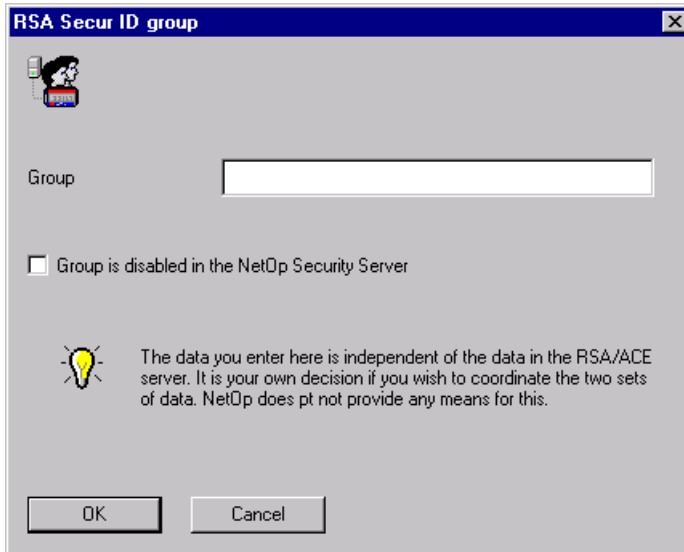 RSA Secur ID group
Group
Group is disabled in the NetOp Security Server
The data you enter here is independent of the data in the RSA/ACE
server. It is your own decision if you wish to coordinate the two sets
of data. NetOp does pt not provide any means for this.
OK
Cancel